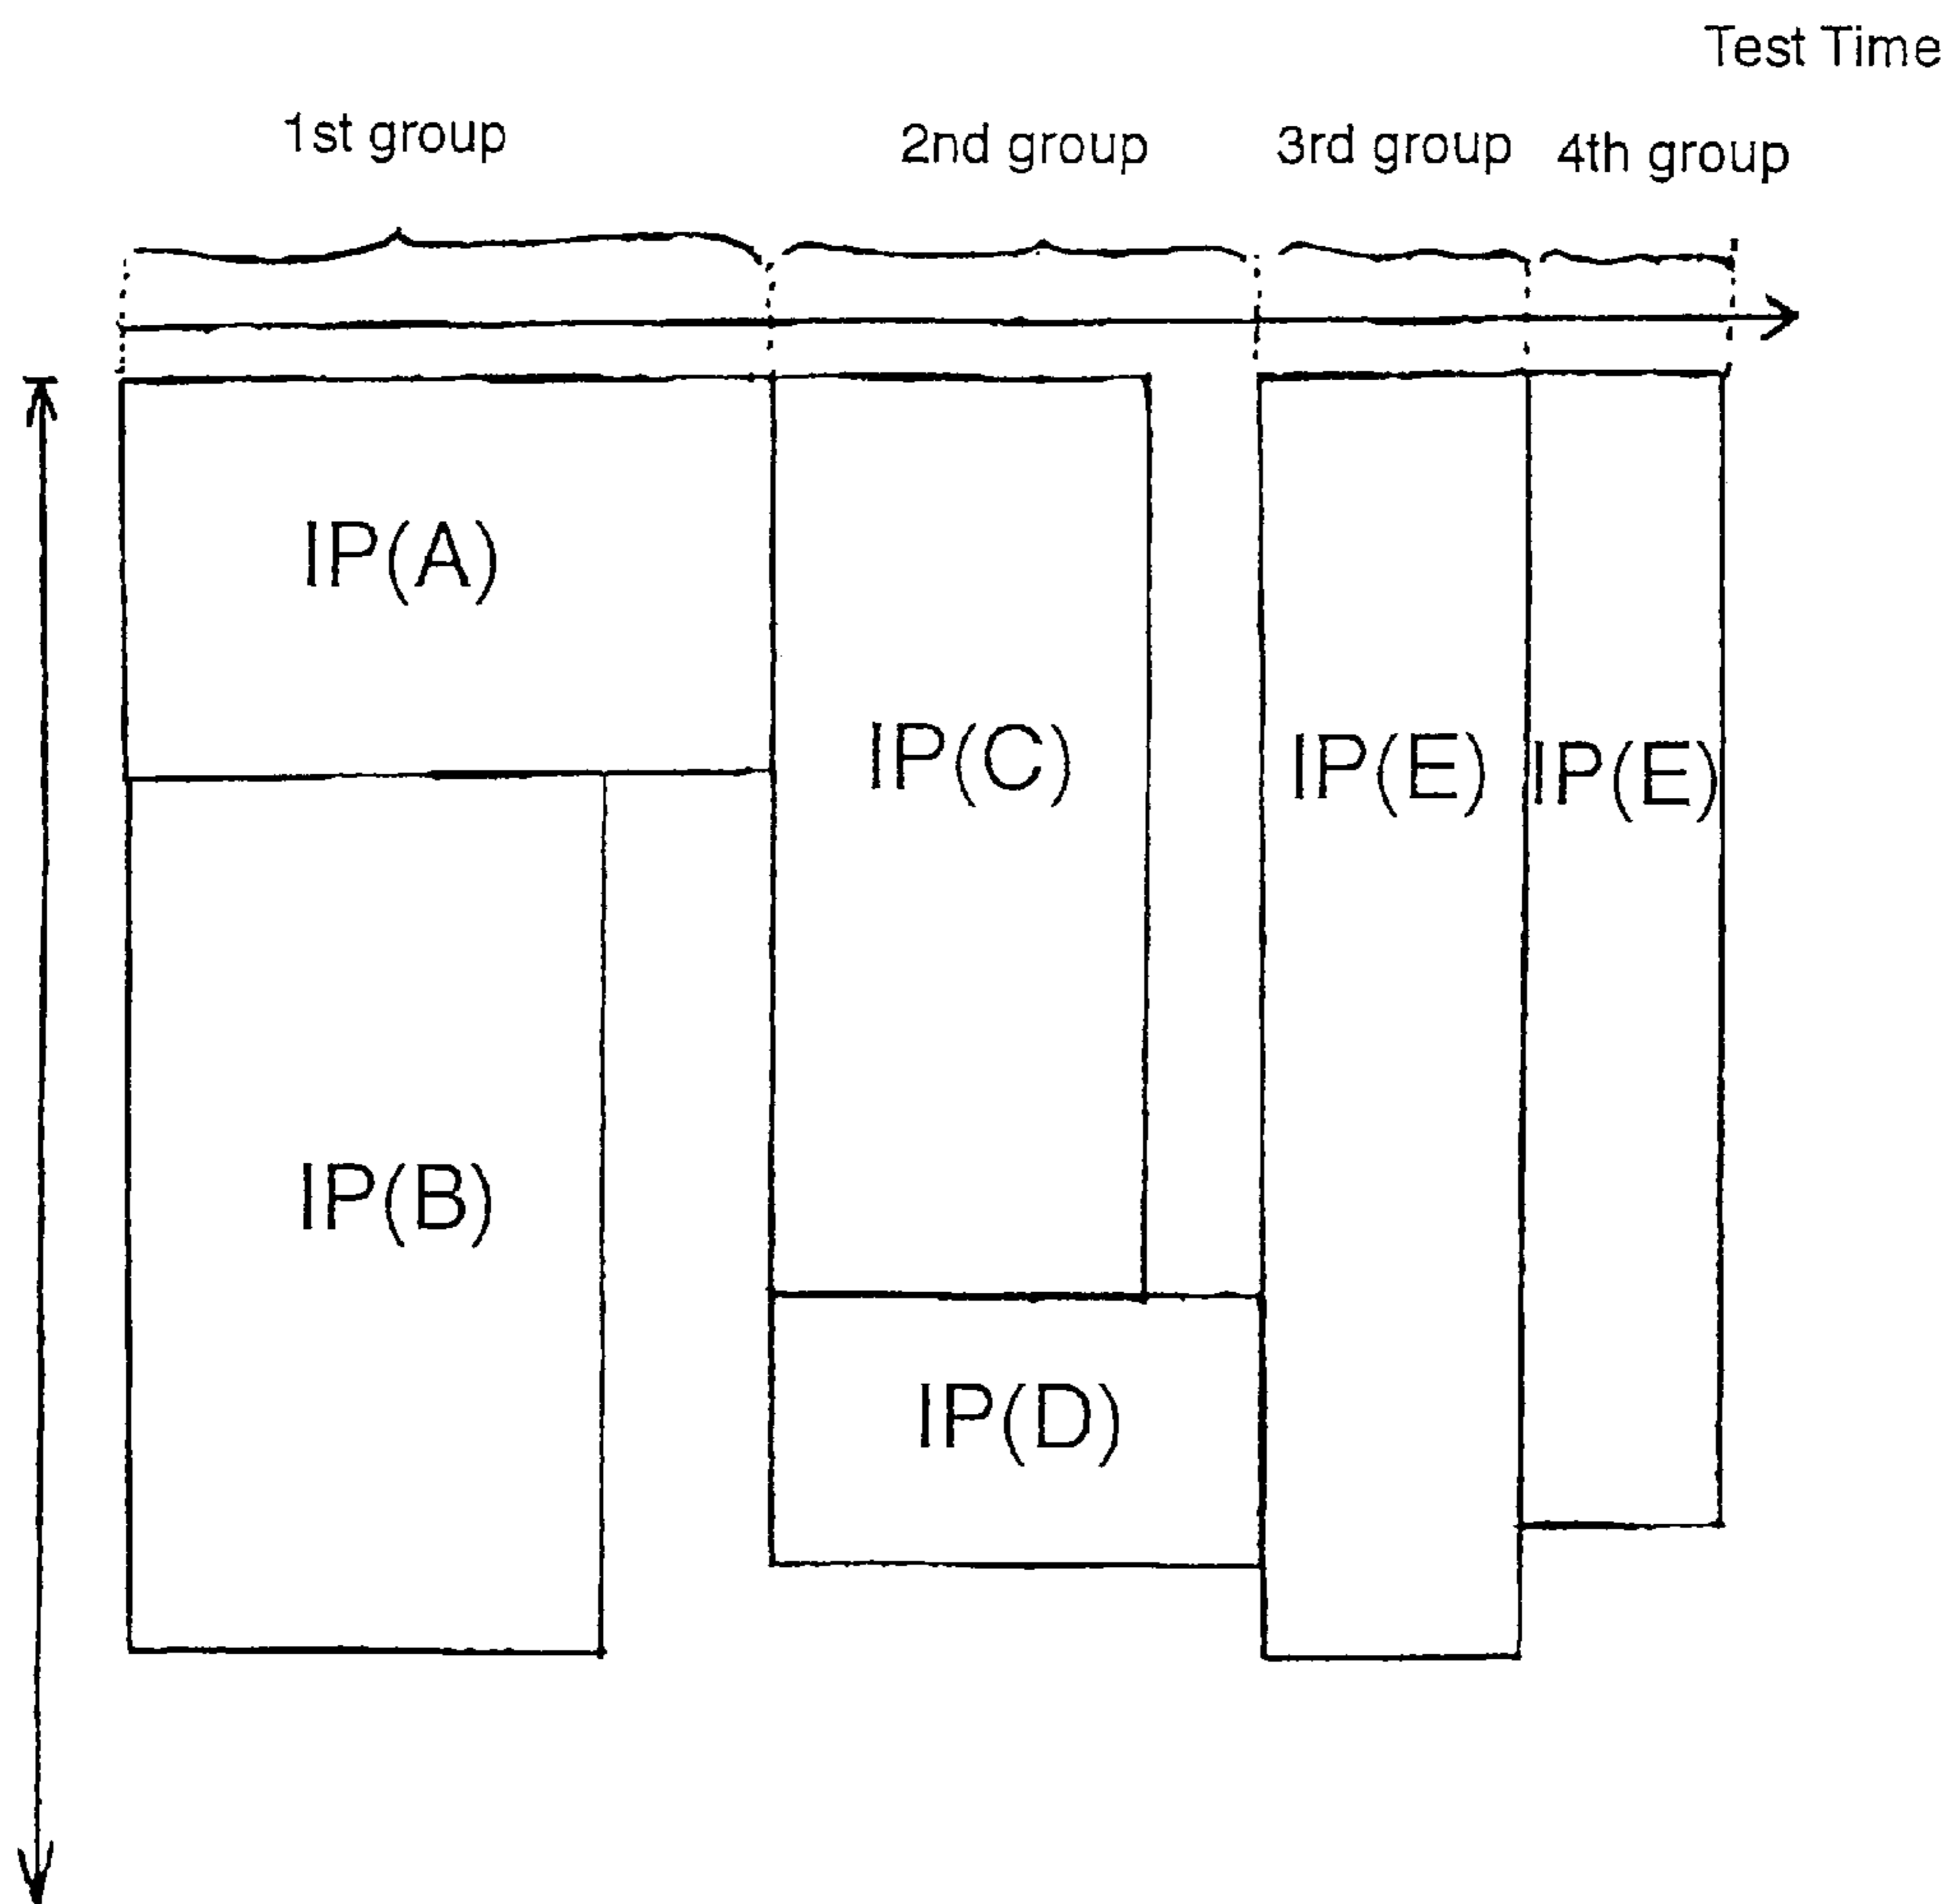 Test Time
1st group
2nd group
3rd group
4th group
IP(A)
IP(C)
IP(E)
IP(E)
IP(B)
IP(D)